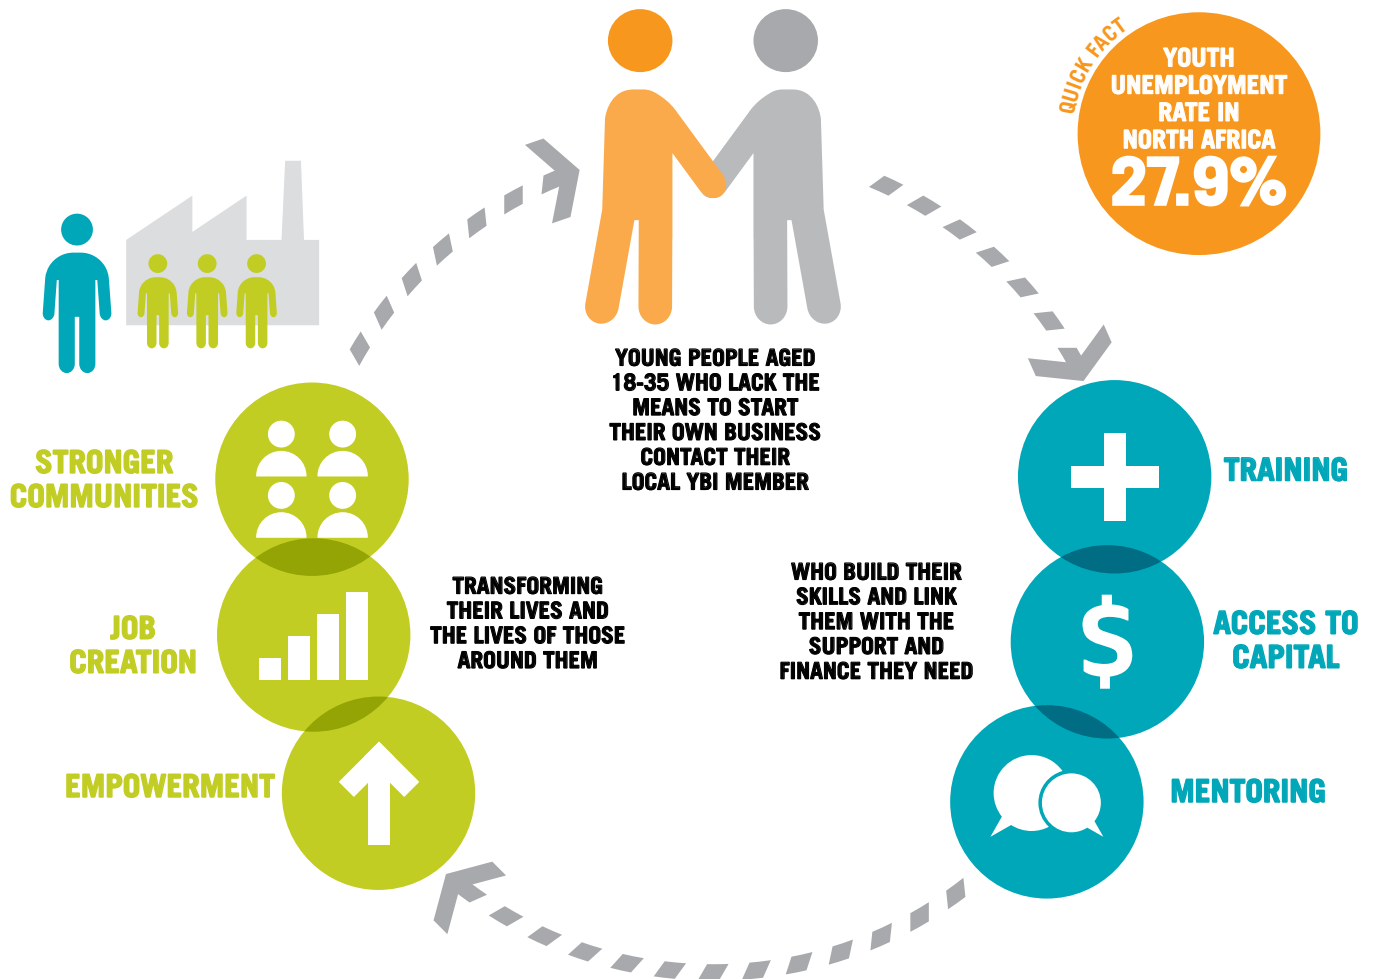 QUICK FACT
YOUTH
UNEMPLOYMENT
RATE IN
NORTH AFRICA
27.9%
YOUNG PEOPLE AGED
18-35 WHO LACK THE
MEANS TO START
THEIR OWN BUSINESS
CONTACT THEIR
LOCAL YBI MEMBER
TRAINING
WHO BUILD THEIR
SKILLS AND LINK
THEM WITH THE
SUPPORT AND
FINANCE THEY NEED
$
ACCESS TO
CAPITAL
MENTORING
STRONGER
COMMUNITIES
TRANSFORMING
THEIR LIVES AND
THE LIVES OF THOSE
AROUND THEM
JOB
CREATION
EMPOWERMENT